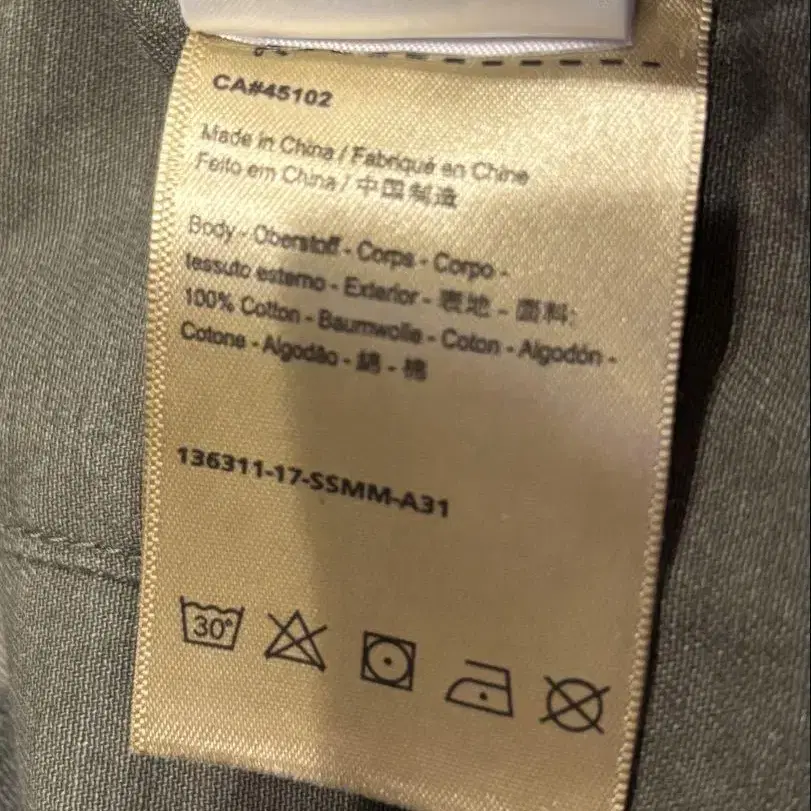 CA#45102
Made in China / Fabriqué en Chine
Feito em China / 中国制造
Body - Oberstoff - Corps - Corpo -
tessuto esterno - Exterior - 表地 - 面料:
100% Cotton - Baumwolle - Coton - Algodón -
Cotone - Algodão - 綿 - 棉
136311-17-SSMM-A31
30°